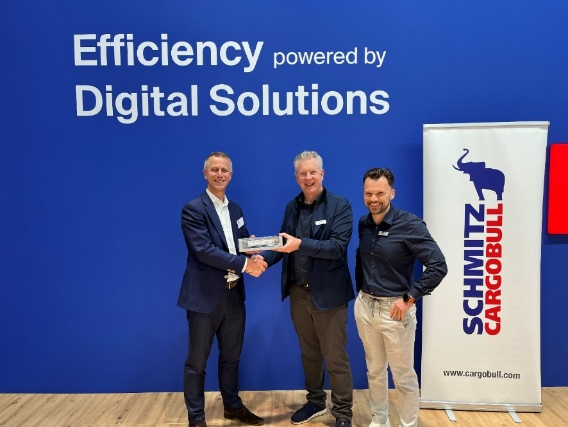 Efficiency powered by
Digital Solutions
SCHMITZ
CARGOBULL
www.cargobull.com